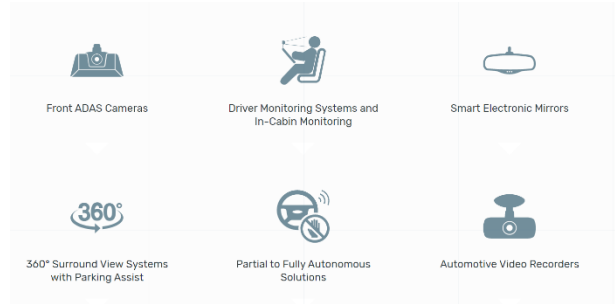 Front ADAS Cameras
Driver Monitoring Systems and
In-Cabin Monitoring
Smart Electronic Mirrors
360°
360° Surround View Systems
with Parking Assist
Partial to Fully Autonomous
Solutions
Automotive Video Recorders